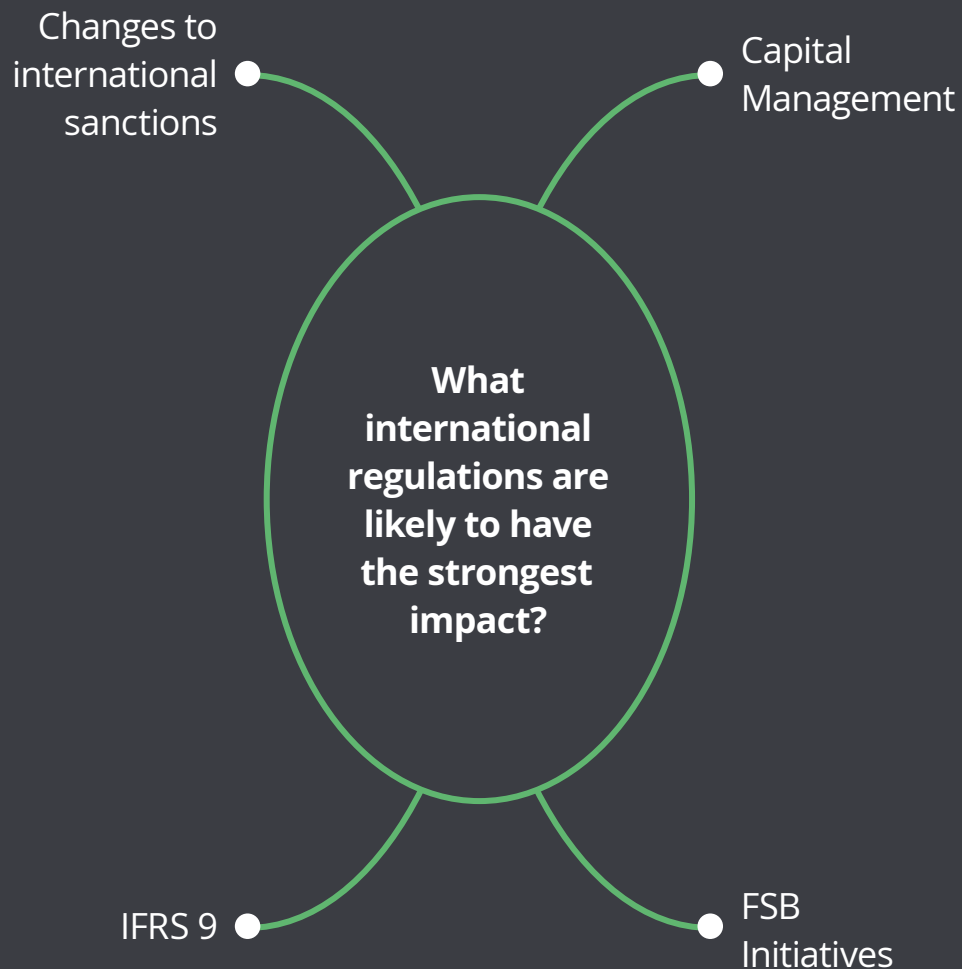 Changes to
international
sanctions
Capital
Management
What
international
regulations are
likely to have
the strongest
impact?
IFRS 9
FSB
Initiatives